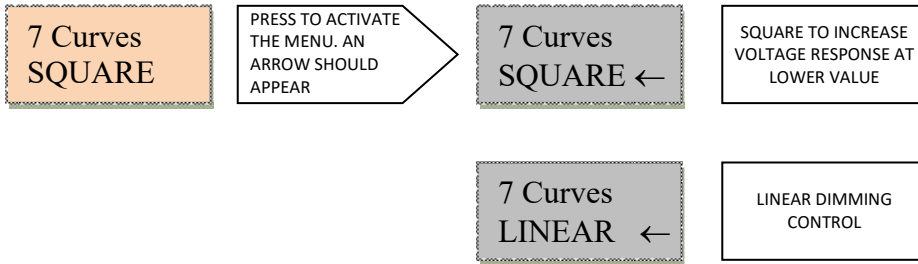 7 Curves
SQUARE
PRESS TO ACTIVATE
THE MENU. AN
ARROW SHOULD
APPEAR
7 Curves
SQUARE ←
SQUARE TO INCREASE
VOLTAGE RESPONSE AT
LOWER VALUE
7 Curves
LINEAR ←
LINEAR DIMMING
CONTROL